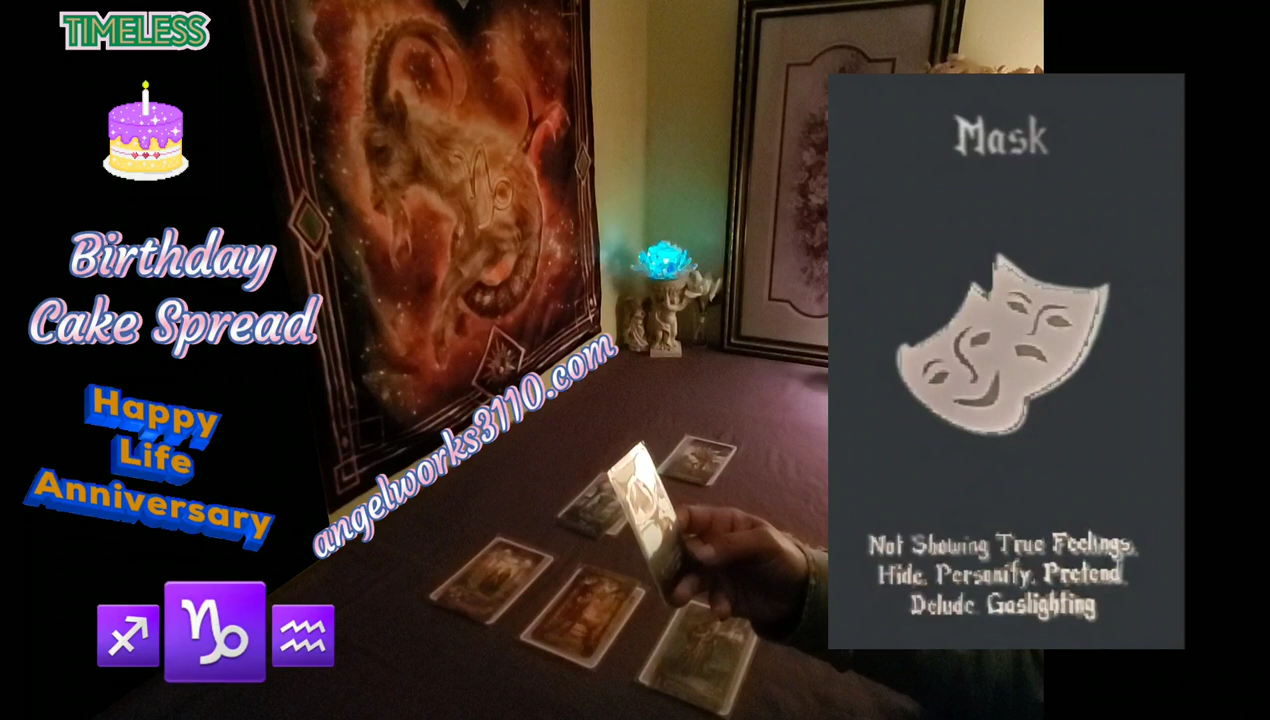 TIMELESS
Birthday
Cake Spread
Happy
Life
Anniversary
angelworks3110.com
Mask
Not Showing True Feelings,
Hide, Personify, Pretend,
Delude, Gaslighting